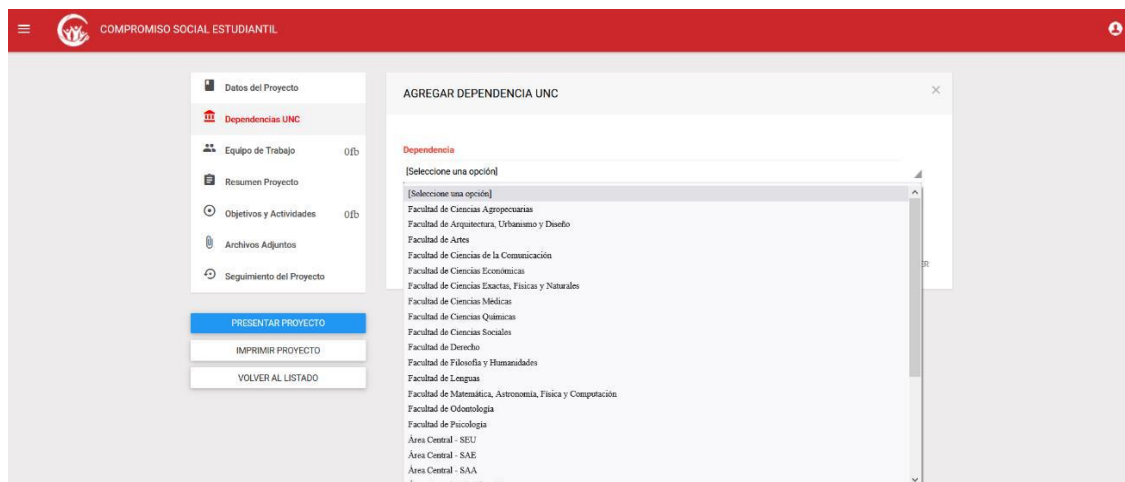 COMPROMISO SOCIAL ESTUDIANTIL
Datos del Proyecto
Dependencias UNC
Equipo de Trabajo 0fb
Resumen Proyecto
Objetivos y Actividades 0fb
Archivos Adjuntos
Seguimiento del Proyecto
PRESENTAR PROYECTO
IMPRIMIR PROYECTO
VOLVER AL LISTADO
AGREGAR DEPENDENCIA UNC
Dependencia
[Seleccione una opción]
[Seleccione una opción]
Facultad de Ciencias Agropecuarias
Facultad de Arquitectura, Urbanismo y Diseño
Facultad de Artes
Facultad de Ciencias de la Comunicación
Facultad de Ciencias Económicas
Facultad de Ciencias Exactas, Físicas y Naturales
Facultad de Ciencias Médicas
Facultad de Ciencias Químicas
Facultad de Ciencias Sociales
Facultad de Derecho
Facultad de Filosofía y Humanidades
Facultad de Lenguas
Facultad de Matemática, Astronomía, Física y Computación
Facultad de Odontología
Facultad de Psicología
Área Central - SEU
Área Central - SAE
Área Central - SAA